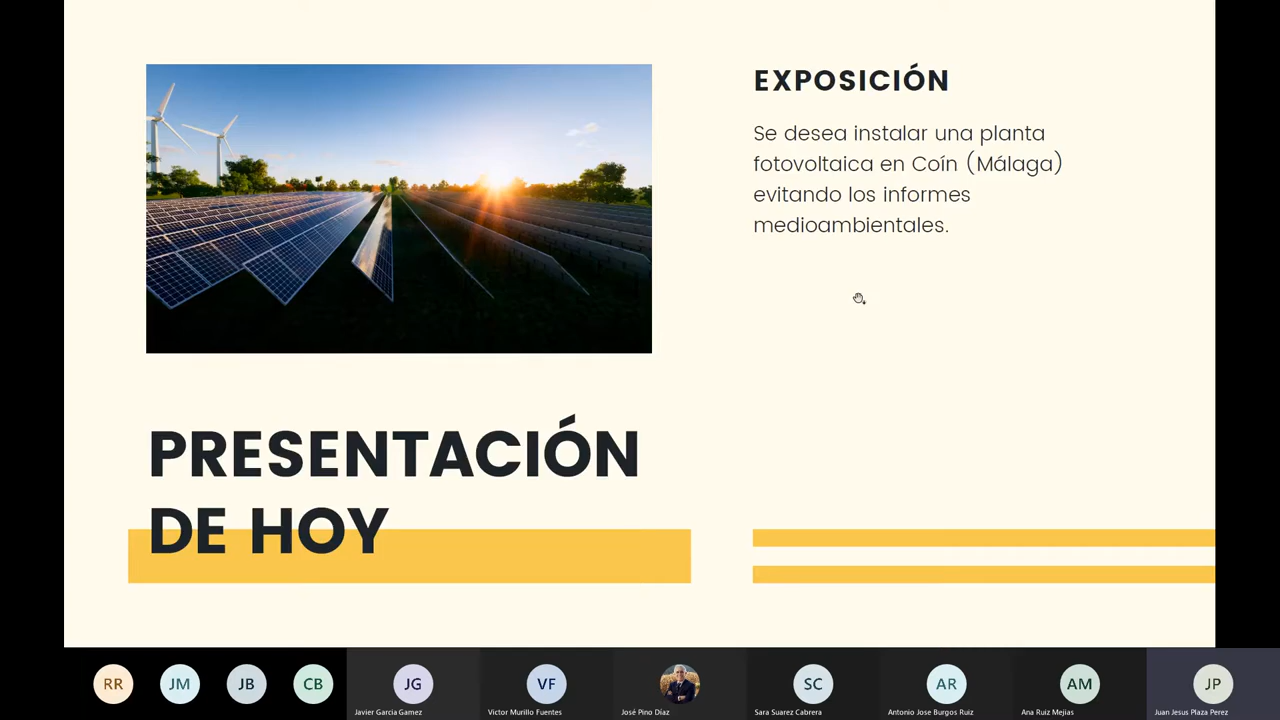 EXPOSICIÓN
Se desea instalar una planta
fotovoltaica en Coín (Málaga)
evitando los informes
medioambientales.
PRESENTACIÓN
DE HOY
RR
JM
JB
CB
JG
Javier Garcia Gamez
VF
Victor Murillo Fuentes
José Pino Díaz
SC
Sara Suarez Cabrera
AR
Antonio Jose Burgos Ruiz
AM
Ana Ruiz Mejias
JP
Juan Jesus Plaza Perez